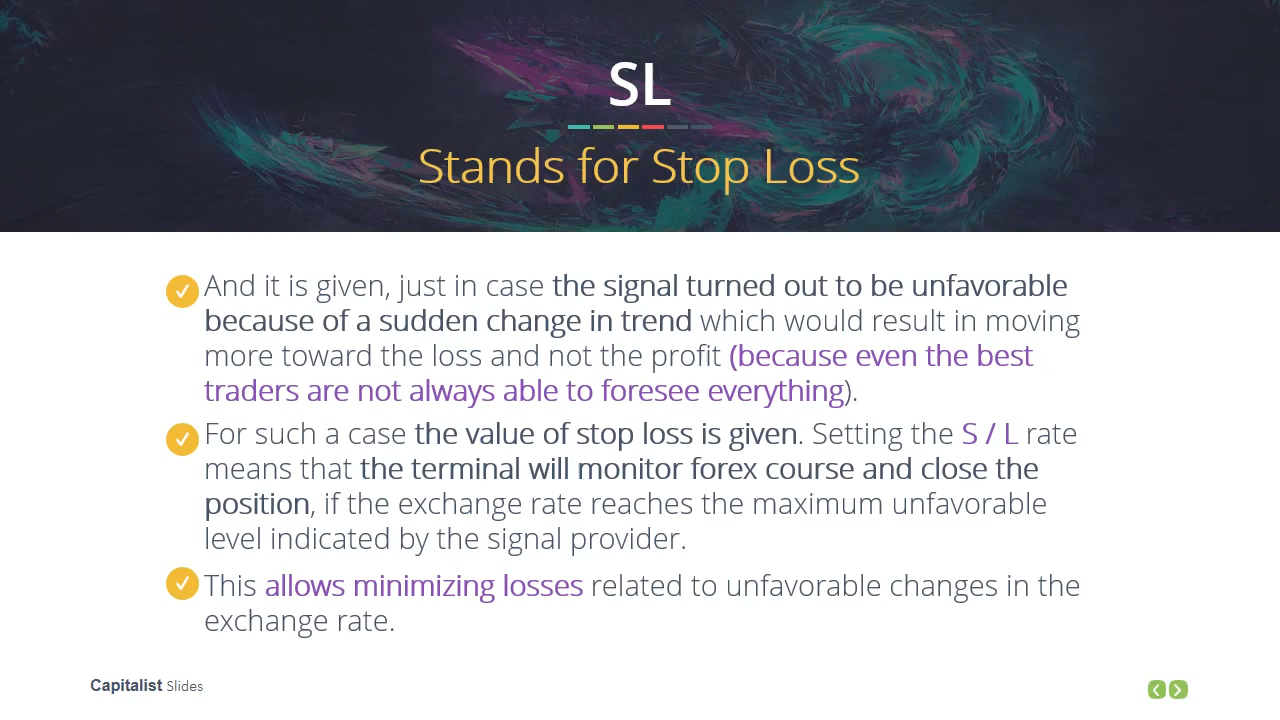 SL
Stands for Stop Loss
And it is given, just in case the signal turned out to be unfavorable
because of a sudden change in trend which would result in moving
more toward the loss and not the profit (because even the best
traders are not always able to foresee everything).
For such a case the value of stop loss is given. Setting the S / L rate
means that the terminal will monitor forex course and close the
position, if the exchange rate reaches the maximum unfavorable
level indicated by the signal provider.
This allows minimizing losses related to unfavorable changes in the
exchange rate.
Capitalist Slides